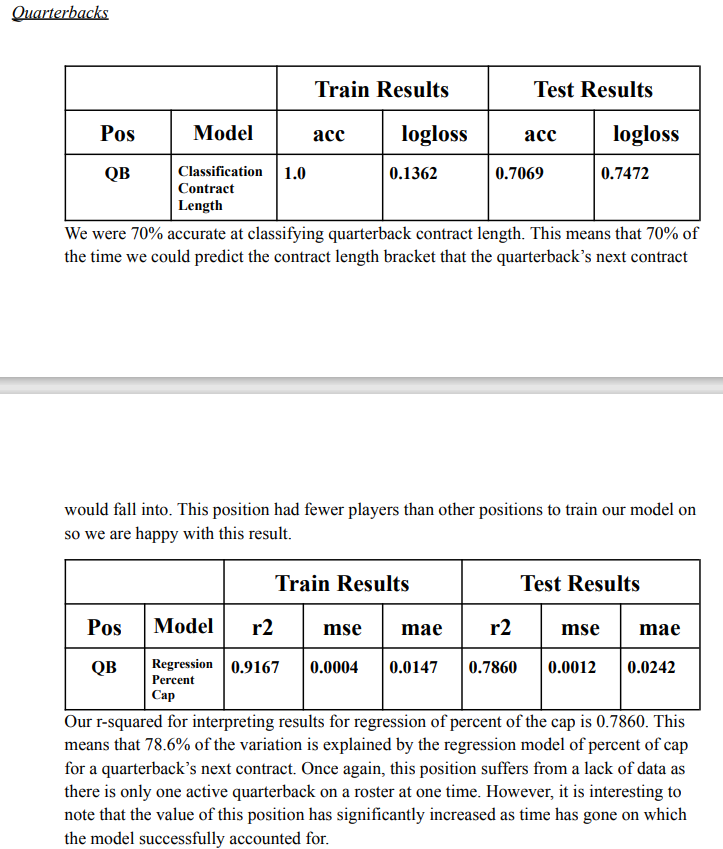 Quarterbacks
Train Results Test Results
Pos Model acc logloss acc logloss
QB Classification 1.0 0.1362 0.7069 0.7472
Contract
Length
We were 70% accurate at classifying quarterback contract length. This means that 70% of
the time we could predict the contract length bracket that the quarterback’s next contract
would fall into. This position had fewer players than other positions to train our model on
so we are happy with this result.
Train Results Test Results
Pos Model r2 mse mae r2 mse mae
QB Regression 0.9167 0.0004 0.0147 0.7860 0.0012 0.0242
Percent
Cap
Our r-squared for interpreting results for regression of percent of the cap is 0.7860. This
means that 78.6% of the variation is explained by the regression model of percent of cap
for a quarterback’s next contract. Once again, this position suffers from a lack of data as
there is only one active quarterback on a roster at one time. However, it is interesting to
note that the value of this position has significantly increased as time has gone on which
the model successfully accounted for.